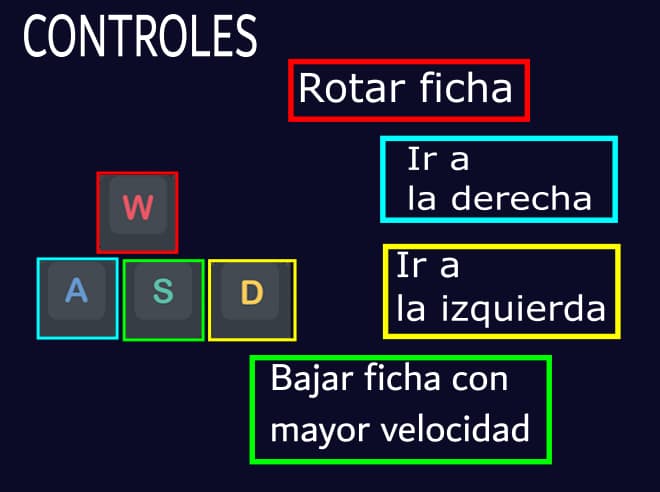 CONTROLES
Rotar ficha
Ir a
la derecha
W
A S D
Ir a
la izquierda
Bajar ficha con
mayor velocidad